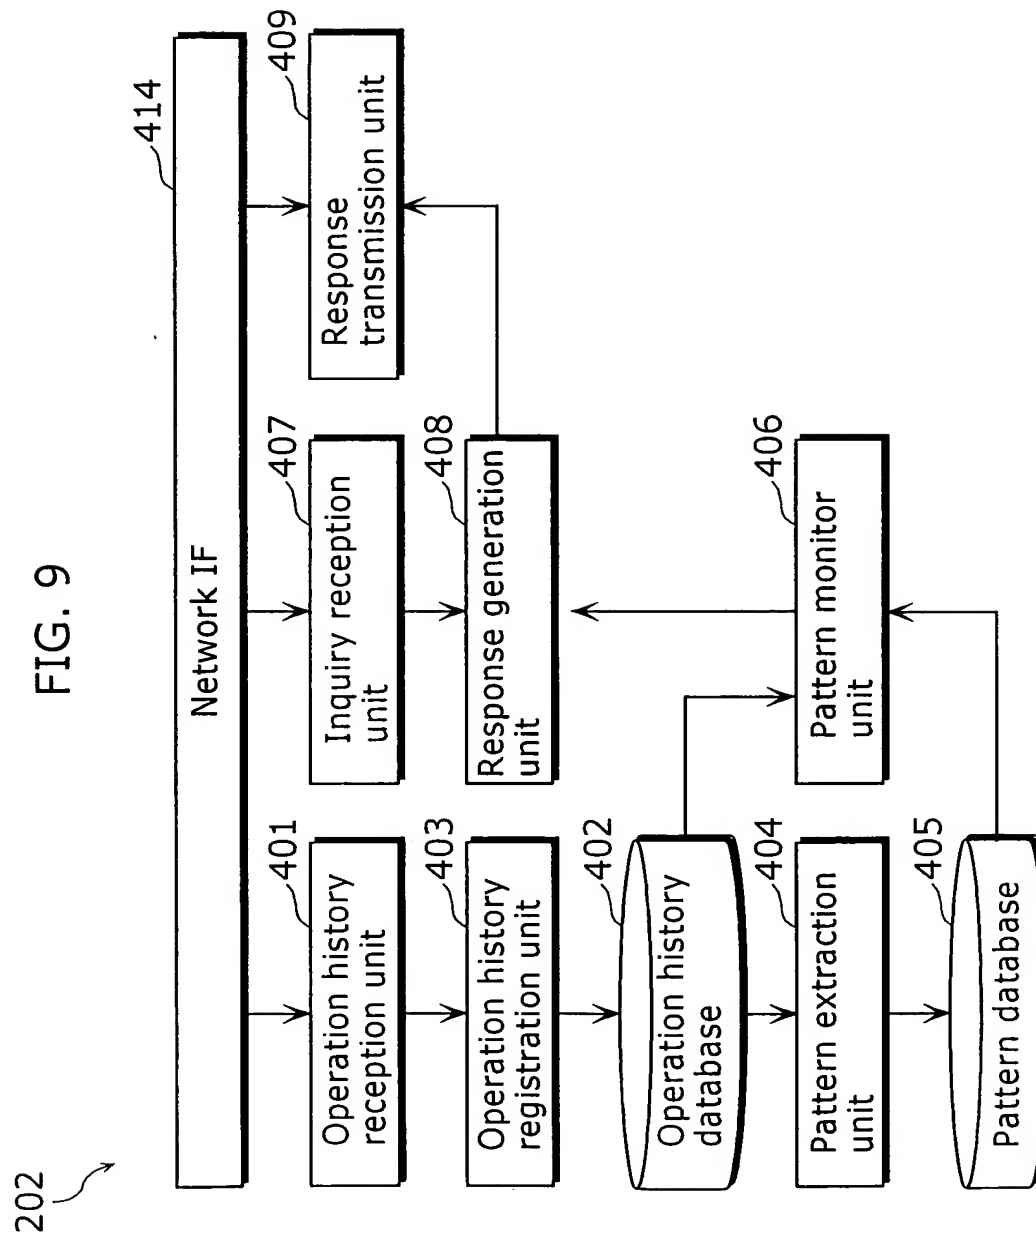 FIG. 9
202
414
Network IF
401
Operation history
reception unit
407
Inquiry reception
unit
409
Response
transmission unit
403
Operation history
registration unit
408
Response generation
unit
402
Operation history
database
404
Pattern extraction
unit
406
Pattern monitor
unit
405
Pattern database